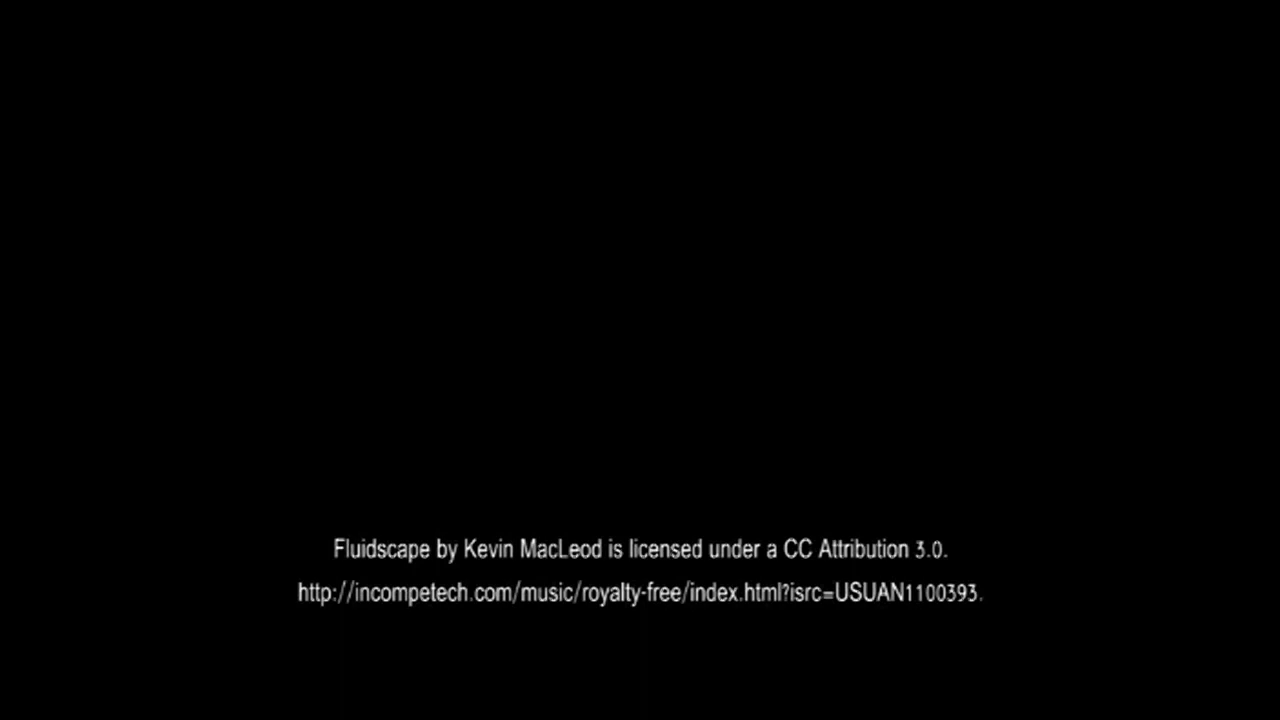 Fluidscape by Kevin MacLeod is licensed under a CC Attribution 3.0.
http://incompetech.com/music/royalty-free/index.html?isrc=USUAN1100393.